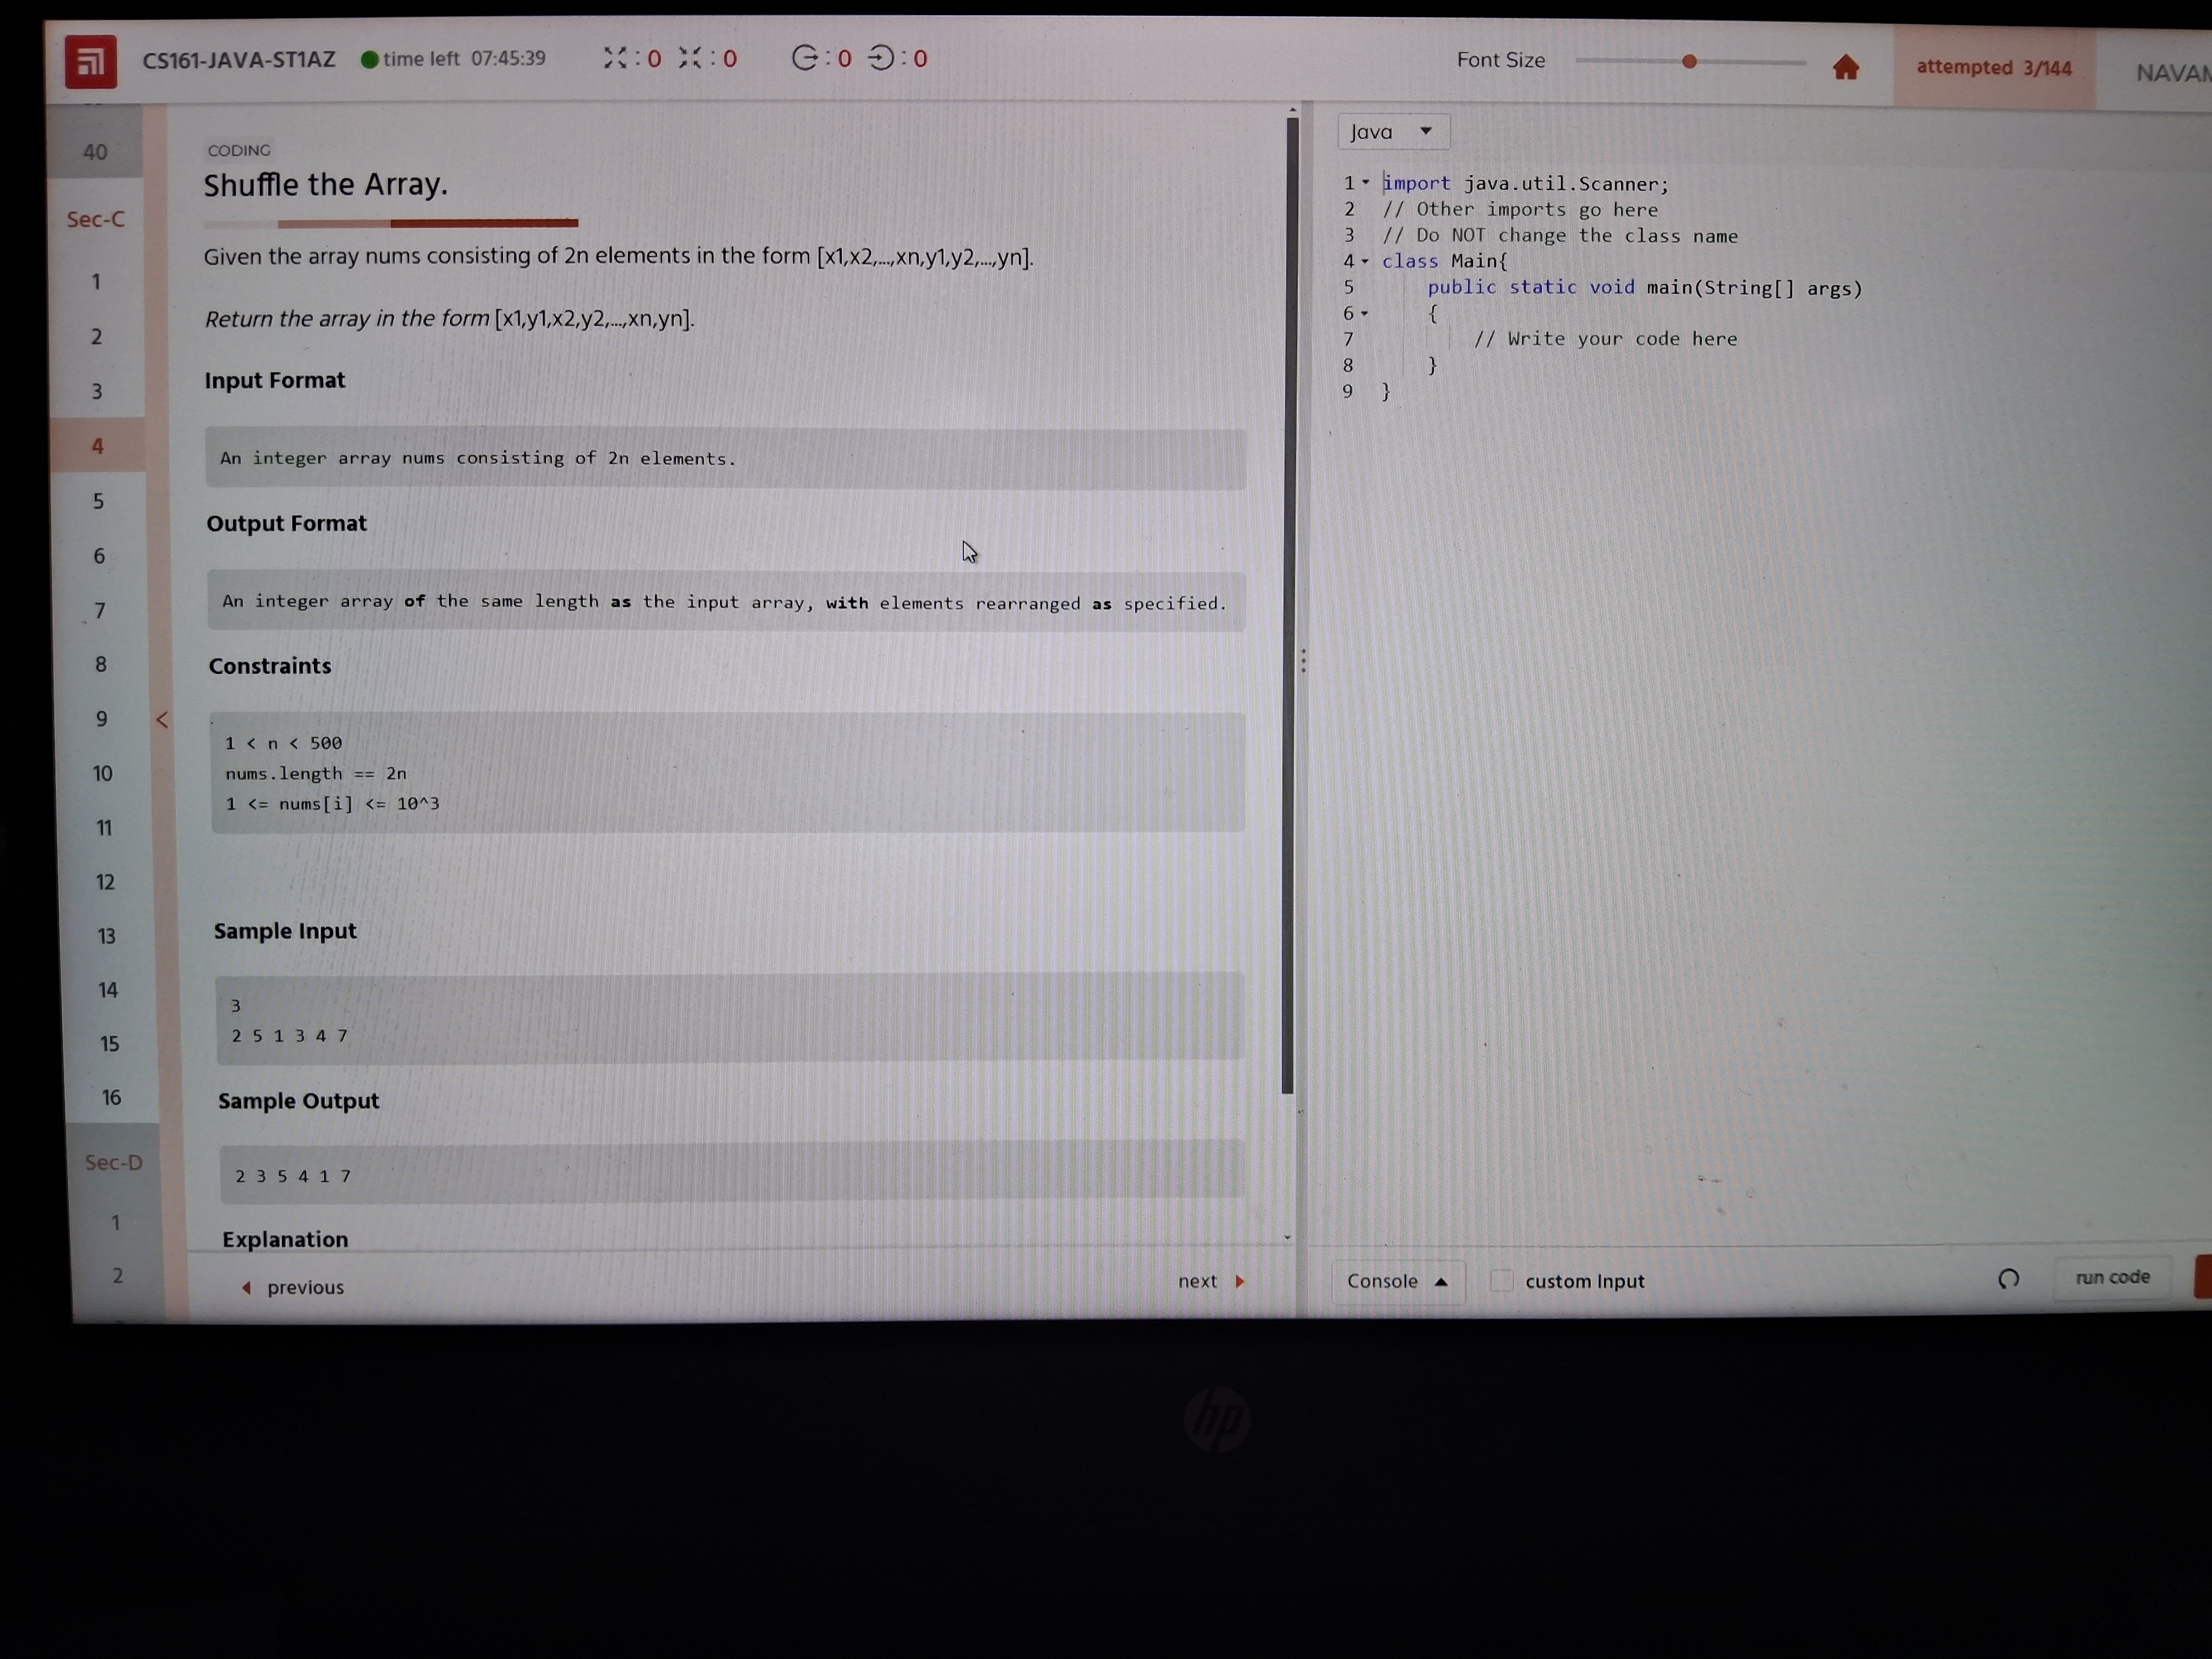 CS161-JAVA-ST1AZ time left 07:45:39 :0 :0 :0 :0 Font Size attempted 3/144
40
Sec-C
1
2
3
4
5
6
7
8
9
10
11
12
13
14
15
16
Sec-D
1
2
CODING
Shuffle the Array.
Given the array nums consisting of 2n elements in the form [x1,x2,...,xn,y1,y2,...,yn].
Return the array in the form [x1,y1,x2,y2,...,xn,yn].
Input Format
An integer array nums consisting of 2n elements.
Output Format
An integer array of the same length as the input array, with elements rearranged as specified.
Constraints
1 < n < 500
nums.length == 2n
1 <= nums[i] <= 10^3
Sample Input
3
2 5 1 3 4 7
Sample Output
2 3 5 4 1 7
Explanation
previous
next
Java
1 import java.util.Scanner;
2 // Other imports go here
3 // Do NOT change the class name
4 class Main{
5 public static void main(String[] args)
6 {
7 // Write your code here
8 }
9 }
Console custom Input run code
hp